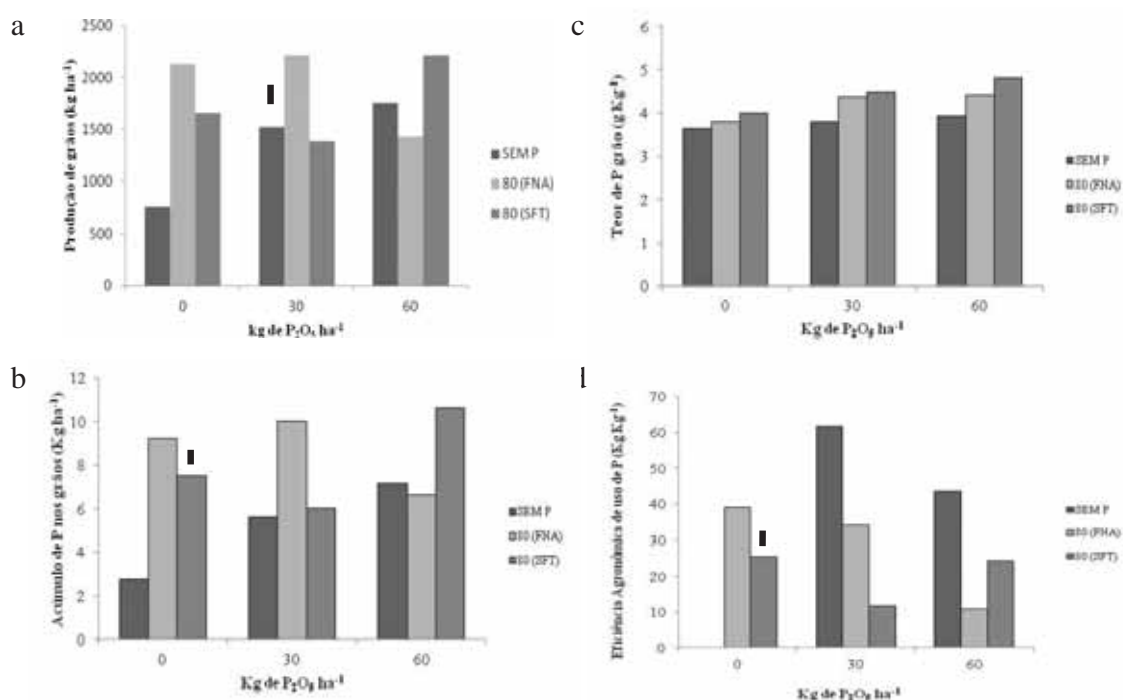 a
Produção de grãos (kg ha⁻¹)
2500
2000
1500
1000
500
0
0 30 60
kg de P₂O₅ ha⁻¹
SEM P
80 (FNA)
80 (SFT)
c
Teor de P grão (g Kg⁻¹)
6
5
4
3
2
1
0
0 30 60
Kg de P₂O₅ ha⁻¹
SEM P
80 (FNA)
80 (SFT)
b
Acúmulo de P nos grãos (Kg ha⁻¹)
12
10
8
6
4
2
0
0 30 60
Kg de P₂O₅ ha⁻¹
SEM P
80 (FNA)
80 (SFT)
d
Eficiência Agronômica de uso de P (Kg Kg⁻¹)
70
60
50
40
30
20
10
0
0 30 60
Kg de P₂O₅ ha⁻¹
SEM P
80 (FNA)
80 (SFT)